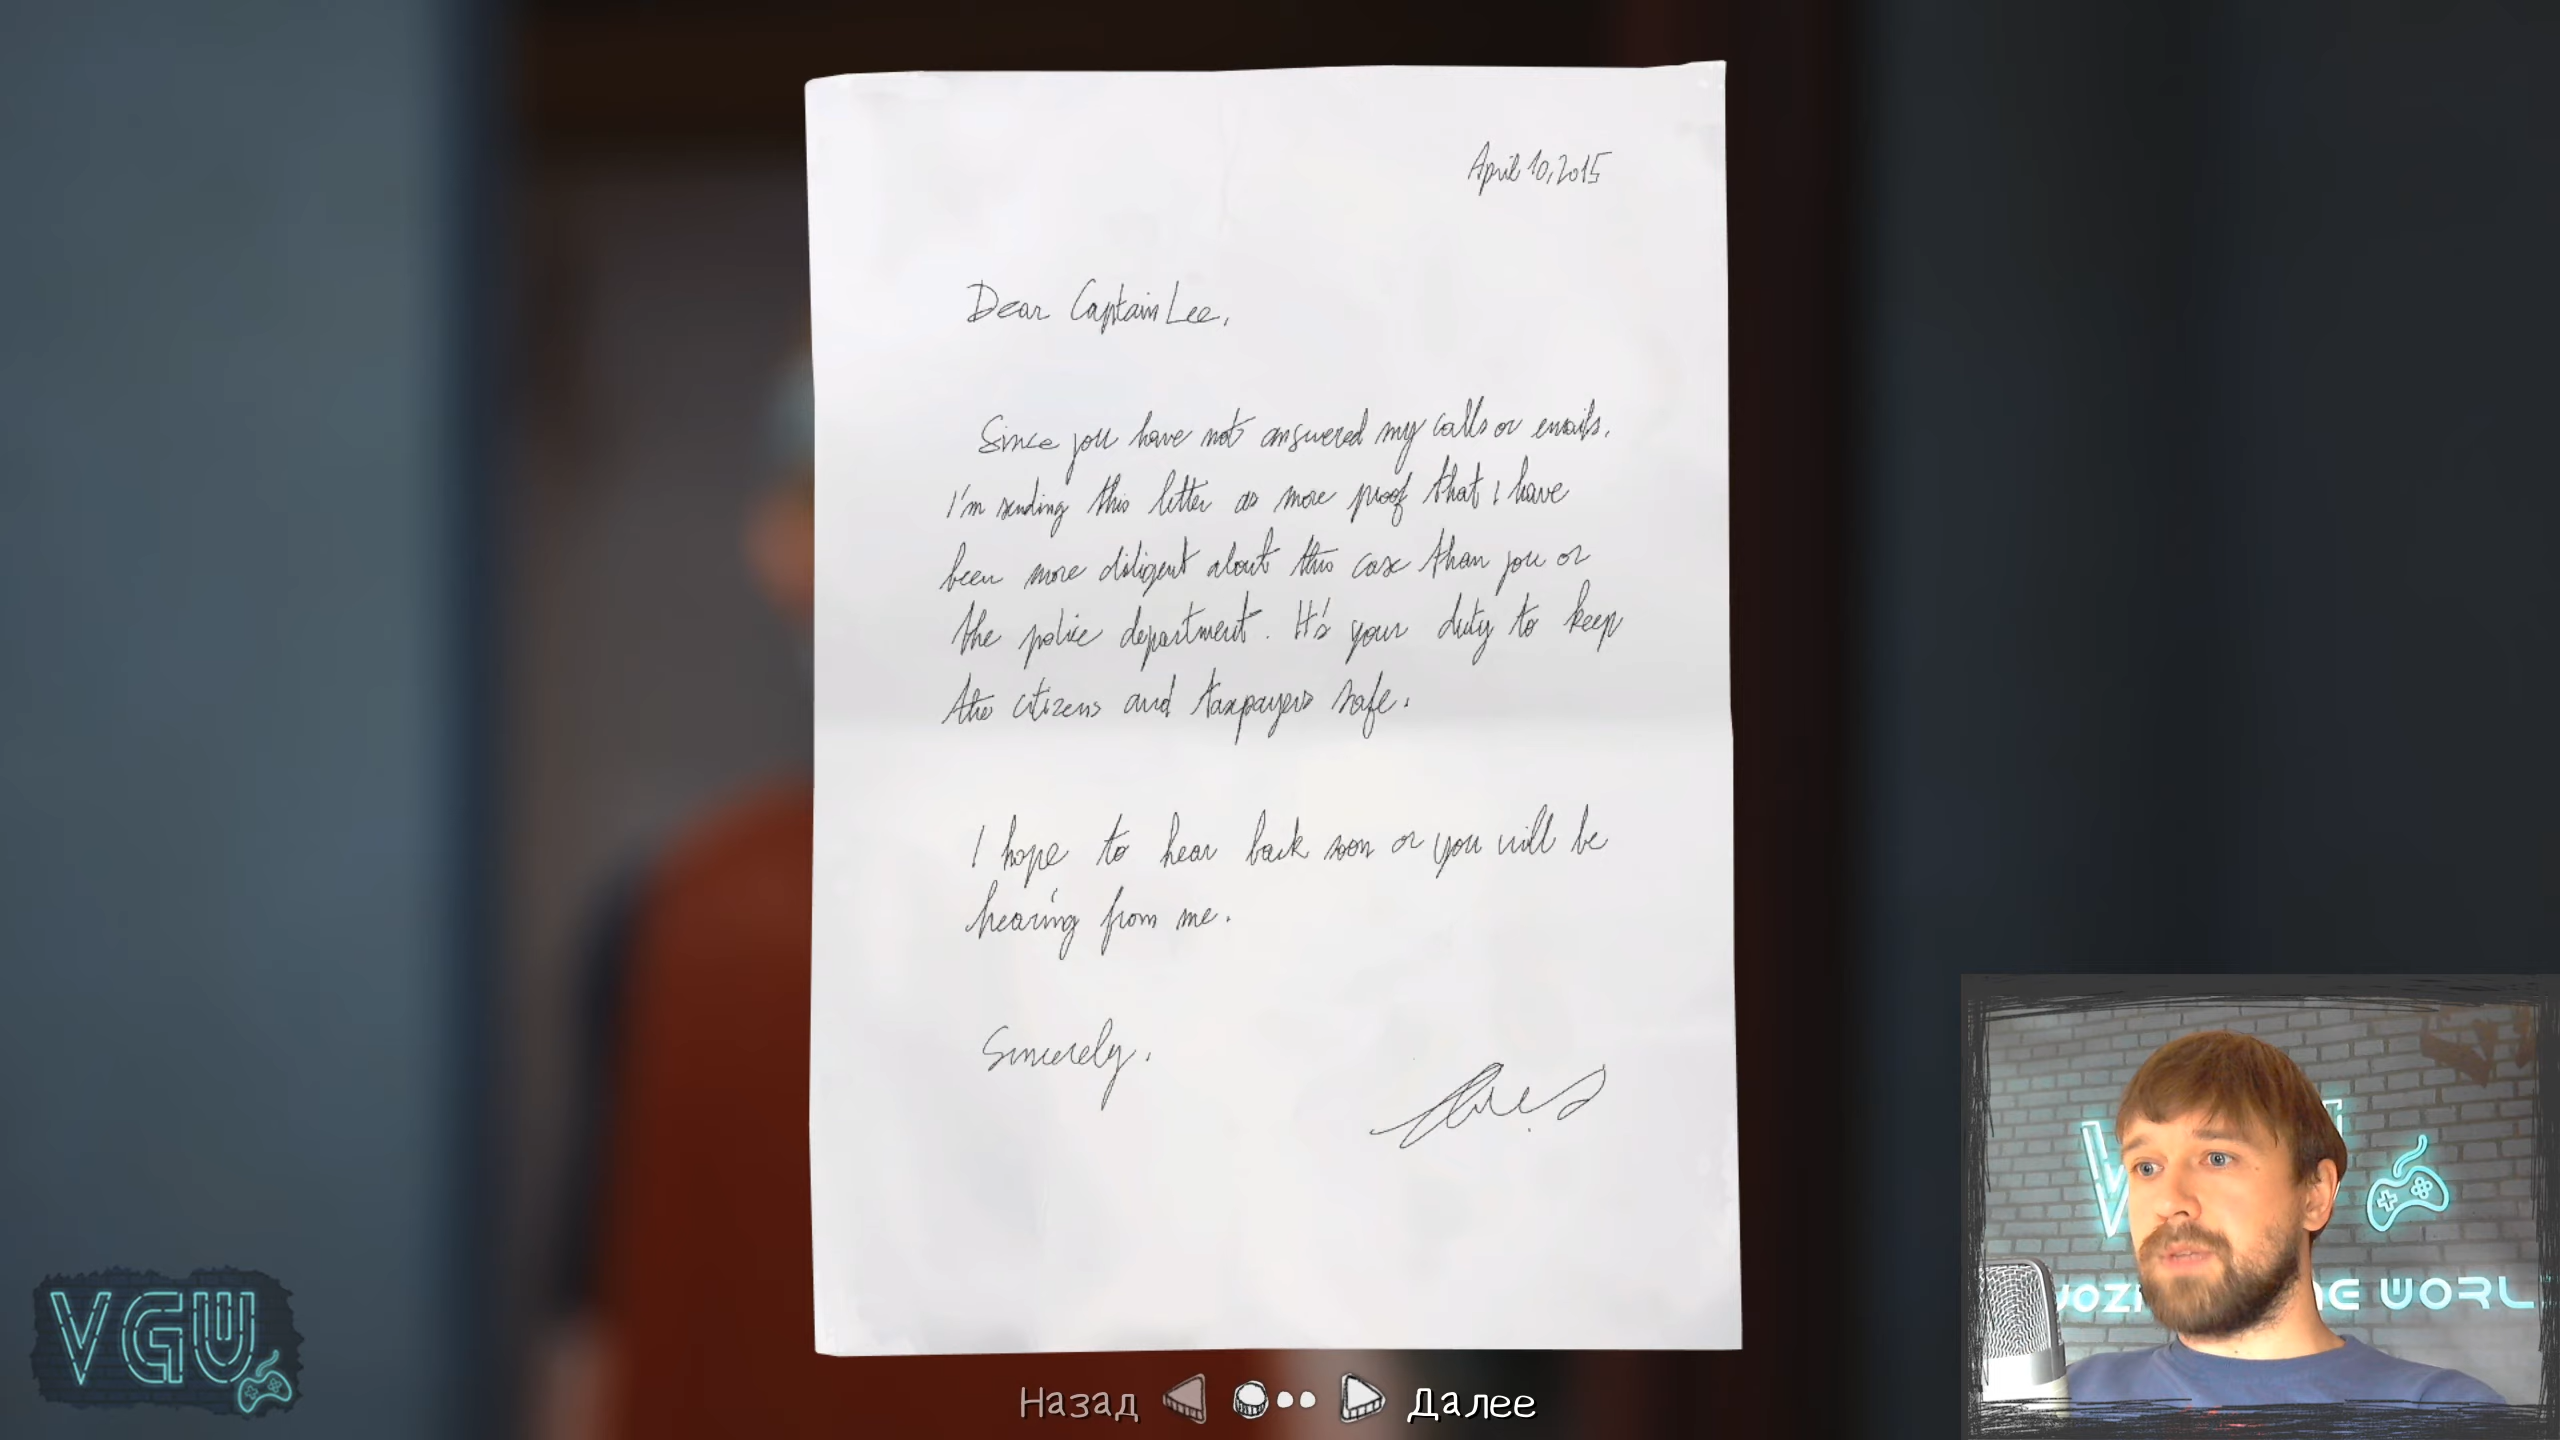 April 10, 2015
Dear Captain Lee,
Since you have not answered my calls or emails.
I'm sending this letter as more proof that I have
been more diligent about this case than you or
the police department. It's your duty to keep
the citizens and taxpayers safe.
I hope to hear back soon or you will be
hearing from me.
Sincerely,
Назад Далее
VGW